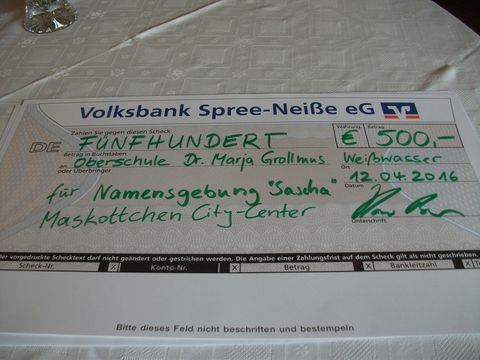 Volksbank Spree-Neiße eG
Zahlen Sie gegen diesen Scheck
Währung
Betrag
DE FÜNFHUNDERT € 500,-
Betrag in Buchstaben
an Oberschule Dr. Marja Grollmus Weißwasser
oder Überbringer
Ort
12.04.2016
Datum
für Namensgebung "Sascha"
Maskottchen City-Center
Unterschrift
Der vorgedruckte Schecktext darf nicht geändert oder gestrichen werden. Die Angabe einer Zahlungsfrist auf dem Scheck gilt als nicht geschrieben.
Scheck-Nr. X Konto-Nr. X Betrag X Bankleitzahl X
Bitte dieses Feld nicht beschriften und bestempeln